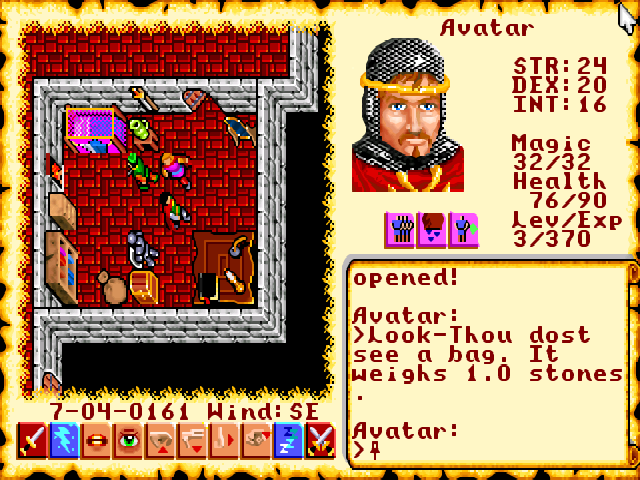 Avatar
STR:24
DEX:20
INT:16
Magic
32/32
Health
76/90
Lev/Exp
3/370
opened!
Avatar:
>Look-Thou dost
see a bag. It
weighs 1.0 stones
.
Avatar:
>
7-04-0161 Wind:SE